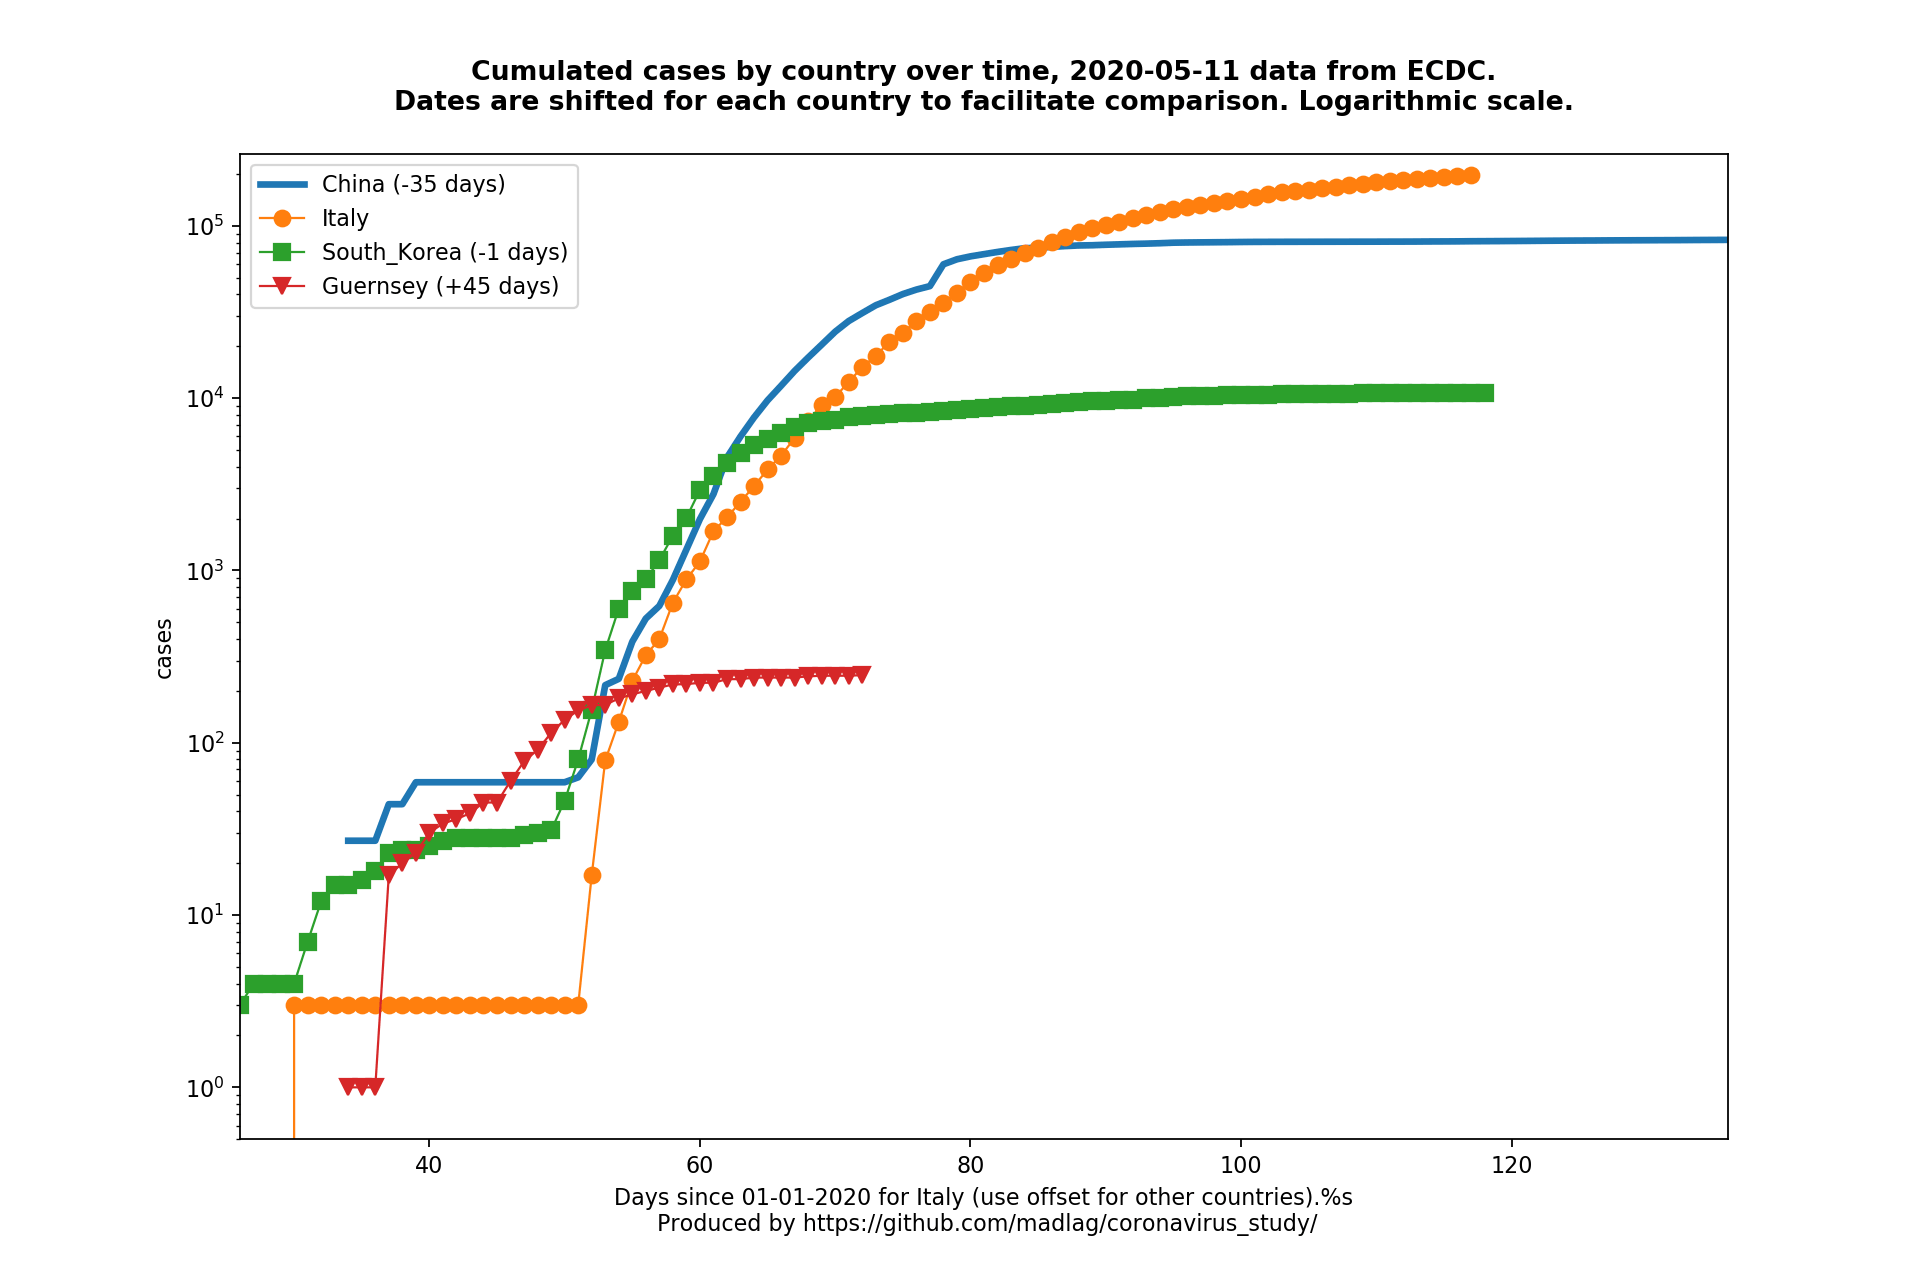 Cumulated cases by country over time, 2020-05-11 data from ECDC.
Dates are shifted for each country to facilitate comparison. Logarithmic scale.
China (-35 days)
Italy
South_Korea (-1 days)
Guernsey (+45 days)
cases
10^5
10^4
10^3
10^2
10^1
10^0
40 60 80 100 120
Days since 01-01-2020 for Italy (use offset for other countries).%s
Produced by https://github.com/madlag/coronavirus_study/